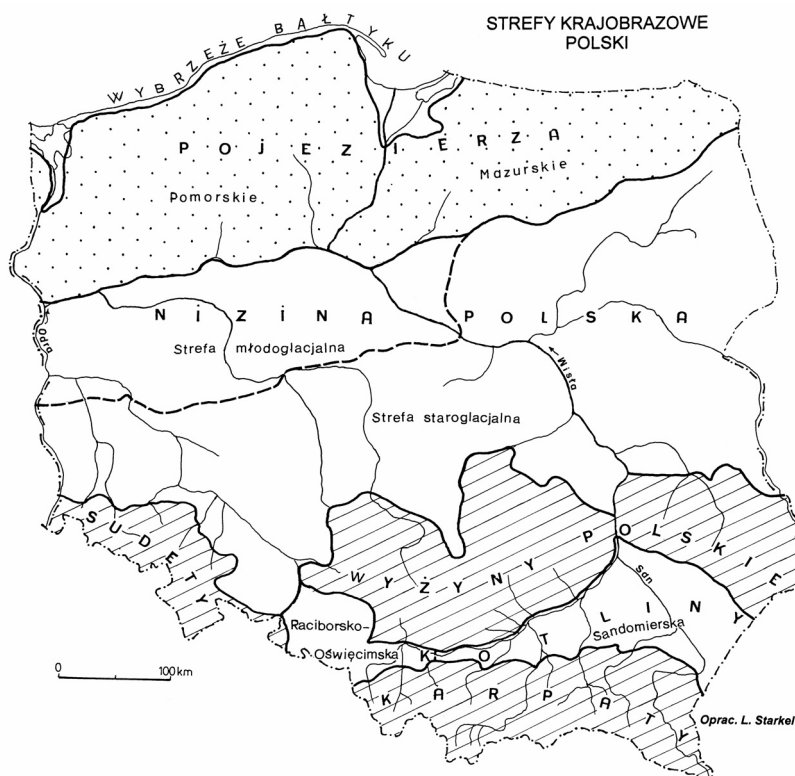 STREFY KRAJOBRAZOWE
POLSKI
WYBRZEŻE BAŁTYKU
POJEZIERZA
Pomorskie
Mazurskie
NIZINA POLSKA
Odra
Strefa młodoglacjalna
Wisła
Strefa staroglacjalna
SUDETY
WYŻYNY POLSKIE
San
KOTLINY
Raciborsko-
Oświęcimska
Sandomierska
KARPATY
0 100km
Oprac. L. Starkel